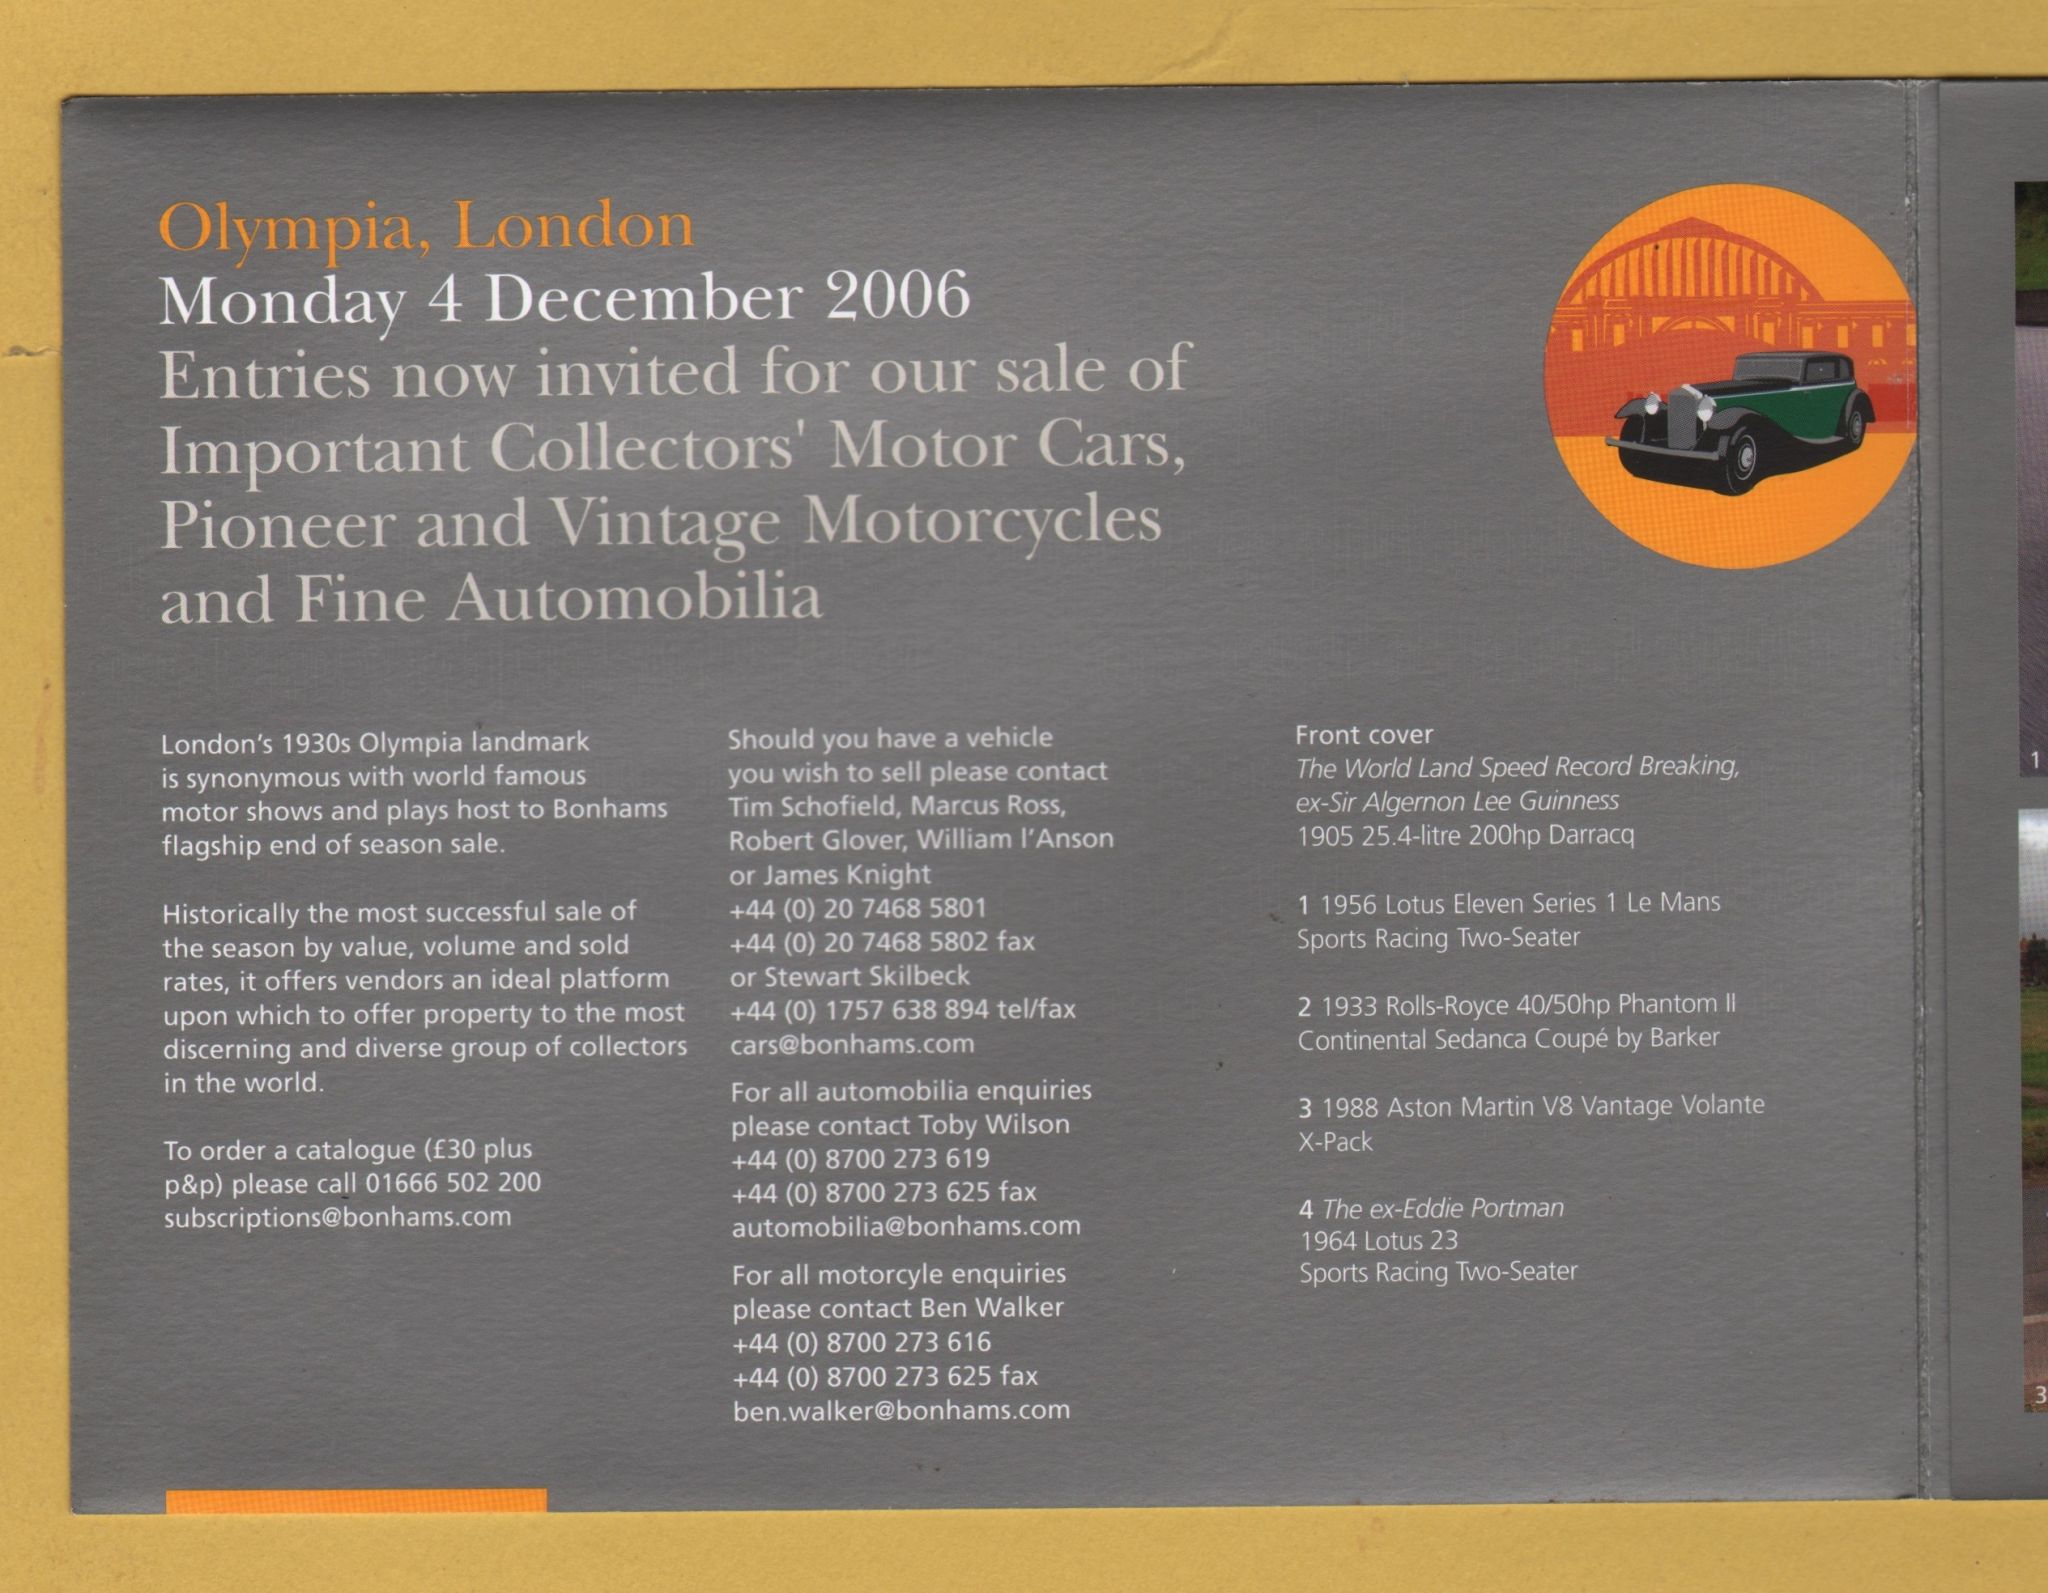 Olympia, London
Monday 4 December 2006
Entries now invited for our sale of
Important Collectors' Motor Cars,
Pioneer and Vintage Motorcycles
and Fine Automobilia
London's 1930s Olympia landmark
is synonymous with world famous
motor shows and plays host to Bonhams
flagship end of season sale.
Historically the most successful sale of
the season by value, volume and sold
rates, it offers vendors an ideal platform
upon which to offer property to the most
discerning and diverse group of collectors
in the world.
To order a catalogue (£30 plus
p&p) please call 01666 502 200
subscriptions@bonhams.com
Should you have a vehicle
you wish to sell please contact
Tim Schofield, Marcus Ross,
Robert Glover, William l'Anson
or James Knight
+44 (0) 20 7468 5801
+44 (0) 20 7468 5802 fax
or Stewart Skilbeck
+44 (0) 1757 638 894 tel/fax
cars@bonhams.com
For all automobilia enquiries
please contact Toby Wilson
+44 (0) 8700 273 619
+44 (0) 8700 273 625 fax
automobilia@bonhams.com
For all motorcyle enquiries
please contact Ben Walker
+44 (0) 8700 273 616
+44 (0) 8700 273 625 fax
ben.walker@bonhams.com
Front cover
The World Land Speed Record Breaking,
ex-Sir Algernon Lee Guinness
1905 25.4-litre 200hp Darracq
1 1956 Lotus Eleven Series 1 Le Mans
Sports Racing Two-Seater
2 1933 Rolls-Royce 40/50hp Phantom II
Continental Sedanca Coupé by Barker
3 1988 Aston Martin V8 Vantage Volante
X-Pack
4 The ex-Eddie Portman
1964 Lotus 23
Sports Racing Two-Seater
1
3